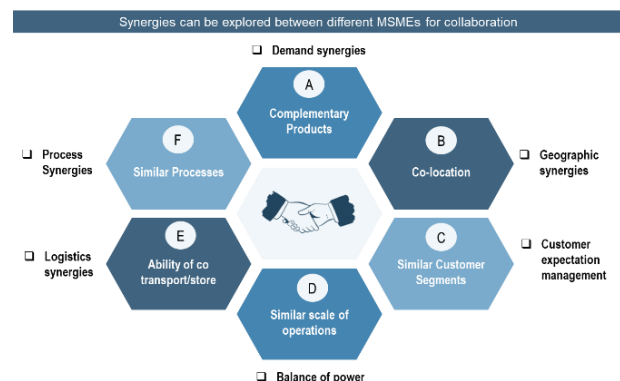 Synergies can be explored between different MSMEs for collaboration
❑ Demand synergies
A
Complementary
Products
F
Similar Processes
❑ Process
Synergies
B
Co-location
❑ Geographic
synergies
E
Ability of co
transport/store
❑ Logistics
synergies
C
Similar Customer
Segments
❑ Customer
expectation
management
D
Similar scale of
operations
❑ Balance of power